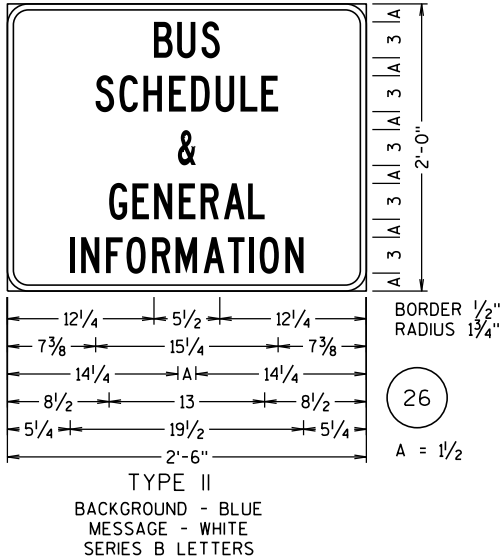 BUS
SCHEDULE
&
GENERAL
INFORMATION
A
3
A
3
A
3
A
3
A
3
A
2'-0"
12¼ 5½ 12¼
7⅜ 15¼ 7⅜
14¼ A 14¼
8½ 13 8½
5¼ 19½ 5¼
2'-6"
BORDER ½"
RADIUS 1¾"
26
A = 1½
TYPE II
BACKGROUND - BLUE
MESSAGE - WHITE
SERIES B LETTERS